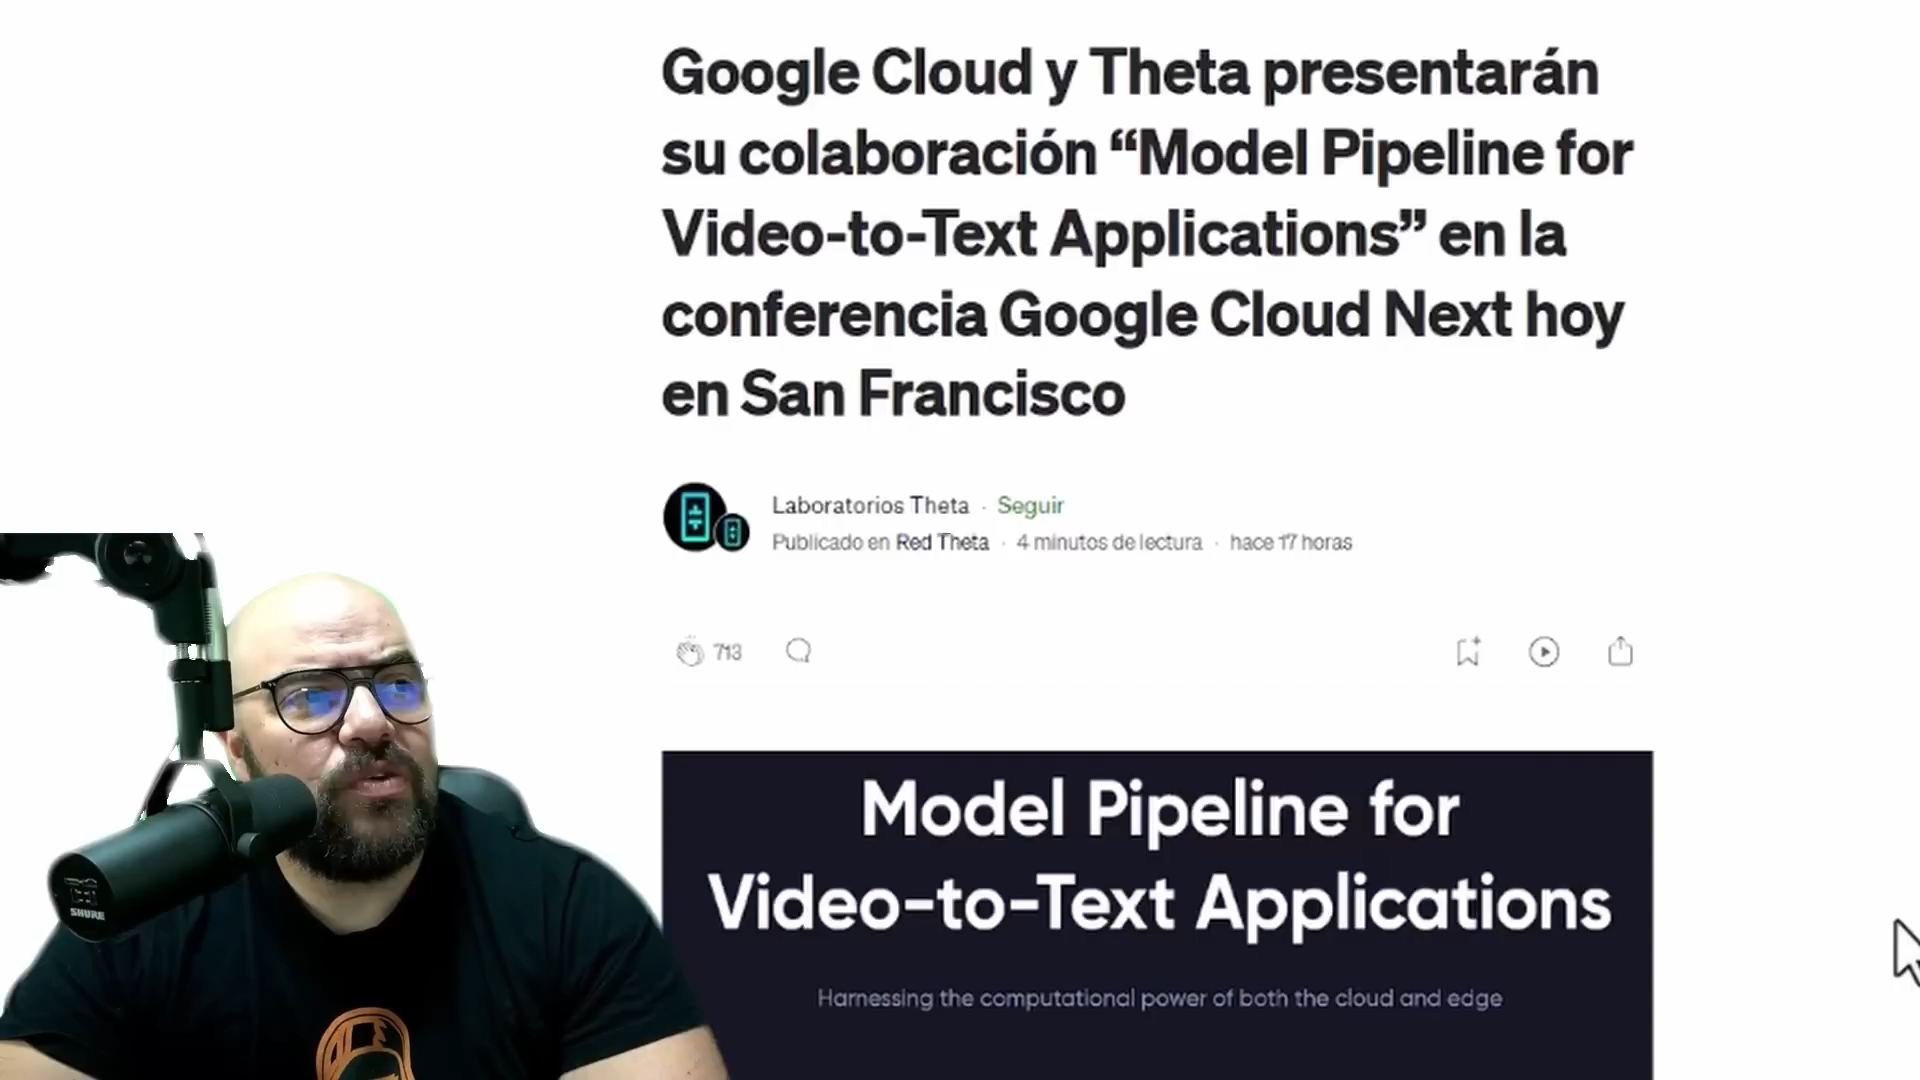 Google Cloud y Theta presentarán
su colaboración “Model Pipeline for
Video-to-Text Applications” en la
conferencia Google Cloud Next hoy
en San Francisco
Laboratorios Theta · Seguir
Publicado en Red Theta · 4 minutos de lectura · hace 17 horas
713
Model Pipeline for
Video-to-Text Applications
Harnessing the computational power of both the cloud and edge
SHURE